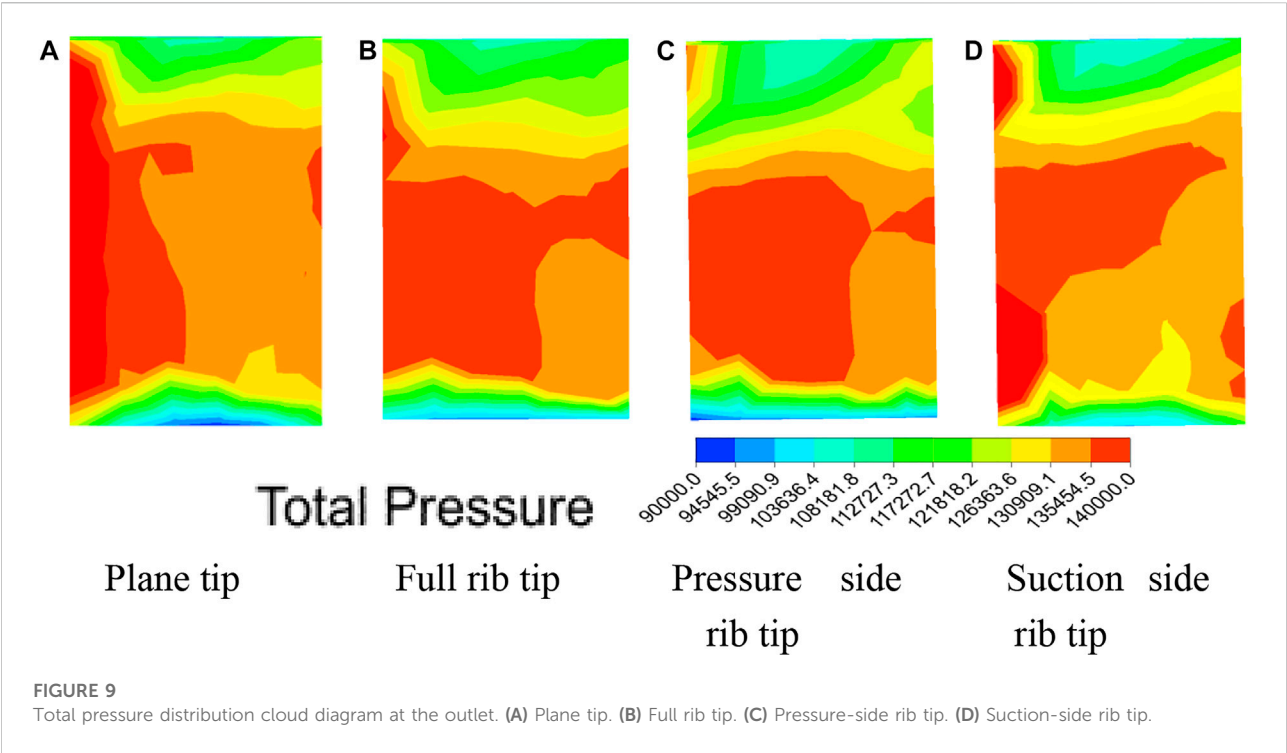 A
B
C
D
90000.0
94545.5
99090.9
103636.4
108181.8
112727.3
117272.7
121818.2
126363.6
130909.1
135454.5
140000.0
Total Pressure
Plane tip
Full rib tip
Pressure side
rib tip
Suction side
rib tip
FIGURE 9
Total pressure distribution cloud diagram at the outlet. (A) Plane tip. (B) Full rib tip. (C) Pressure-side rib tip. (D) Suction-side rib tip.